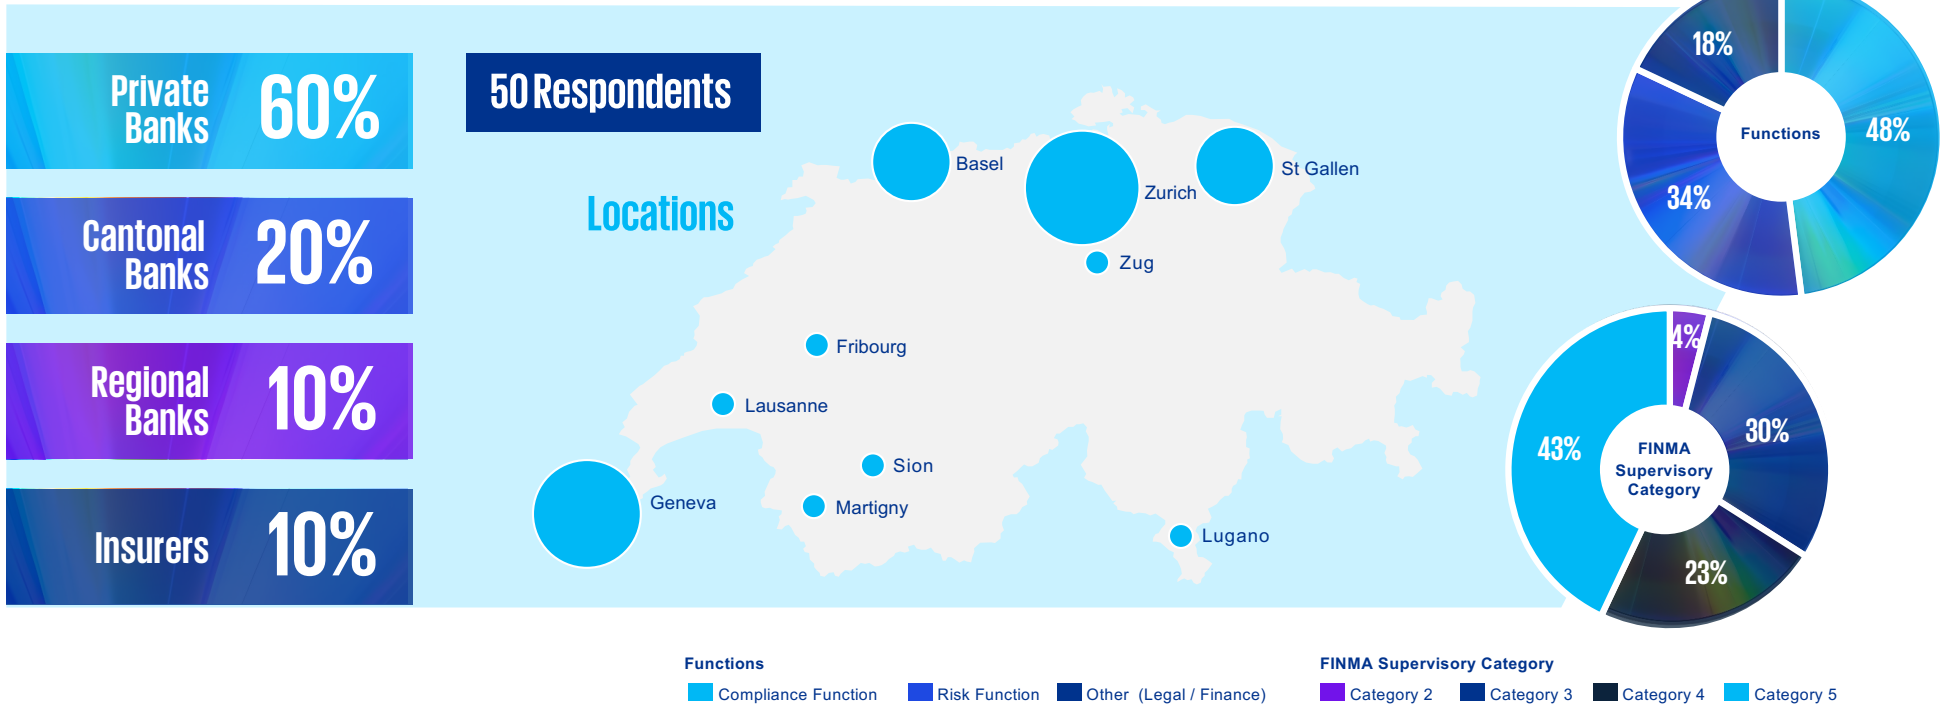 Private
Banks
60%
Cantonal
Banks
20%
Regional
Banks
10%
Insurers
10%
50 Respondents
Locations
Basel
Zurich
St Gallen
Zug
Fribourg
Lausanne
Sion
Geneva
Martigny
Lugano
18%
48%
34%
Functions
4%
30%
43%
23%
FINMA
Supervisory
Category
Functions
Compliance Function
Risk Function
Other (Legal / Finance)
FINMA Supervisory Category
Category 2
Category 3
Category 4
Category 5